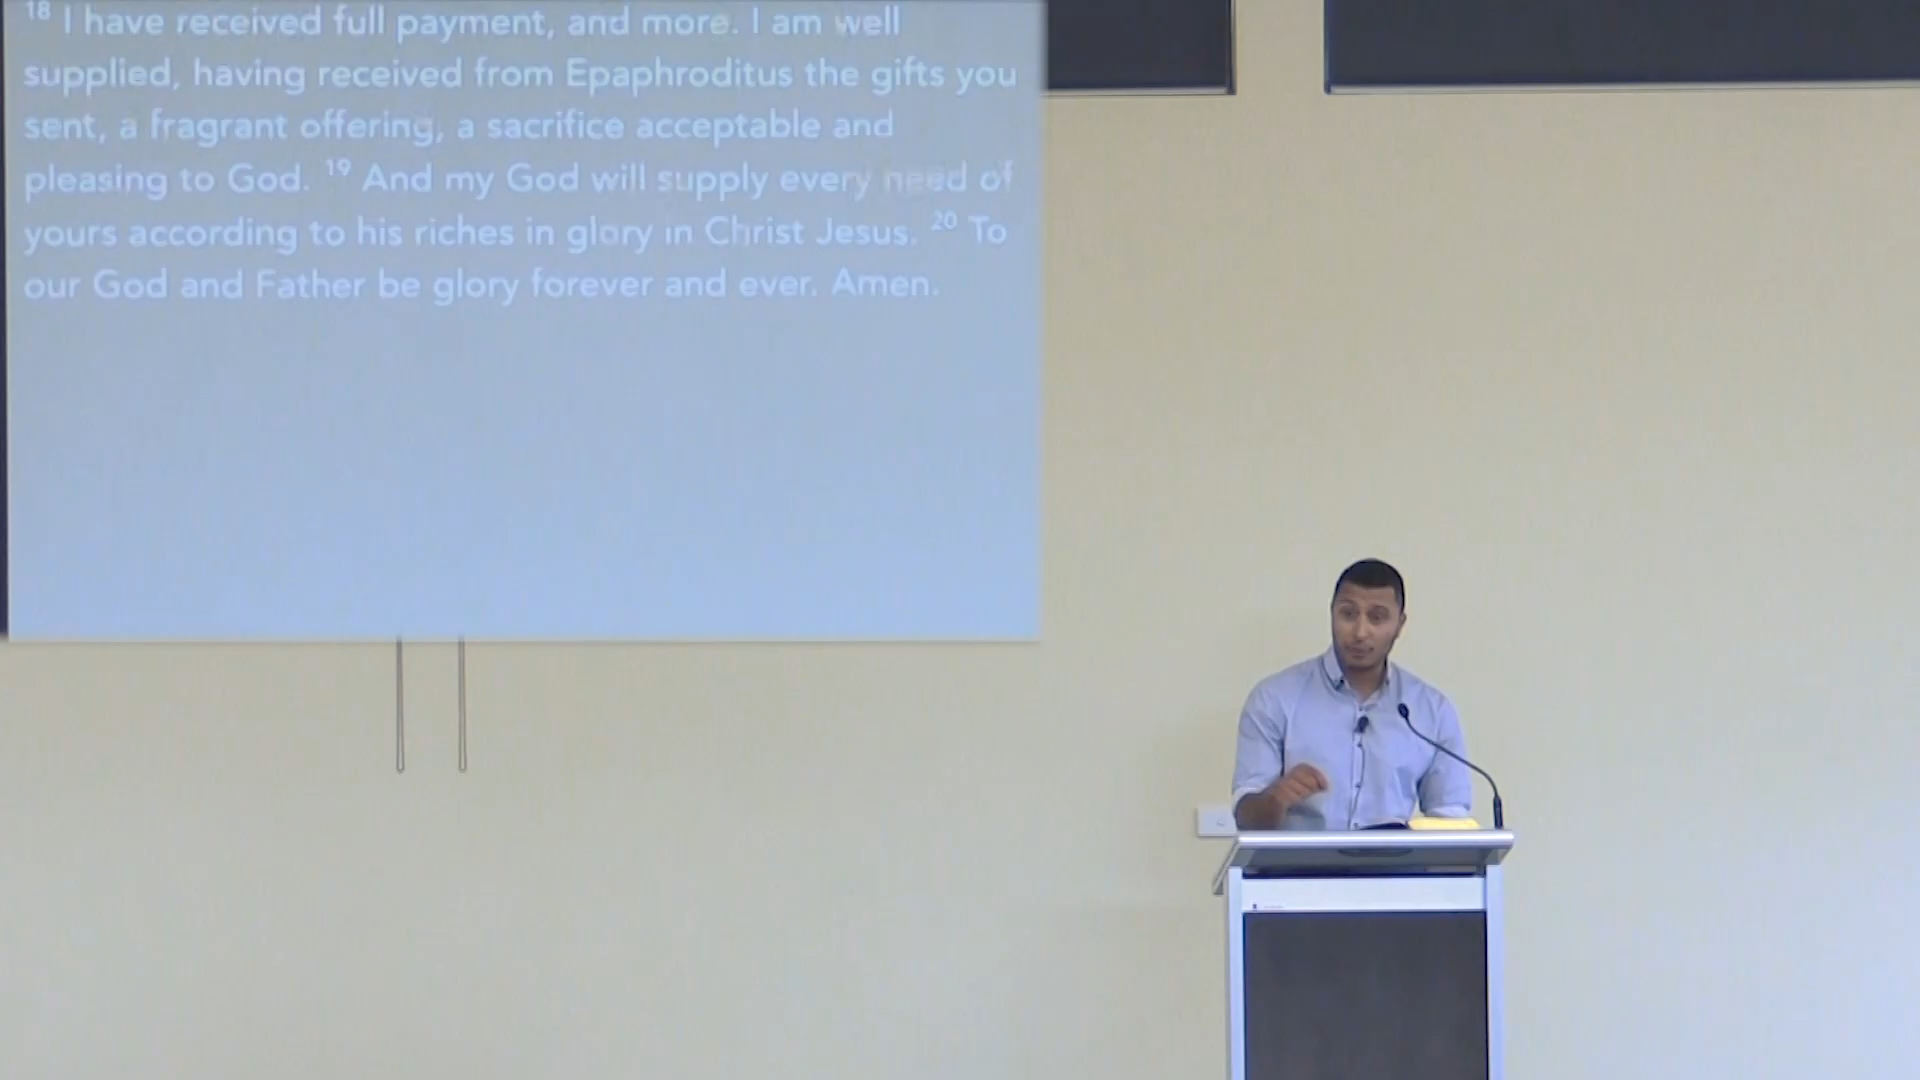 18 I have received full payment, and more. I am well
supplied, having received from Epaphroditus the gifts you
sent, a fragrant offering, a sacrifice acceptable and
pleasing to God. 19 And my God will supply every need of
yours according to his riches in glory in Christ Jesus. 20 To
our God and Father be glory forever and ever. Amen.